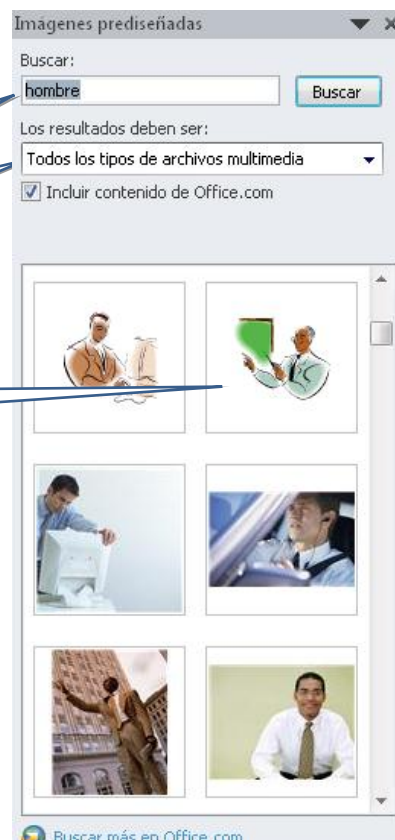 Imágenes prediseñadas
Buscar:
hombre
Buscar
Los resultados deben ser:
Todos los tipos de archivos multimedia
Incluir contenido de Office.com
Buscar más en Office.com